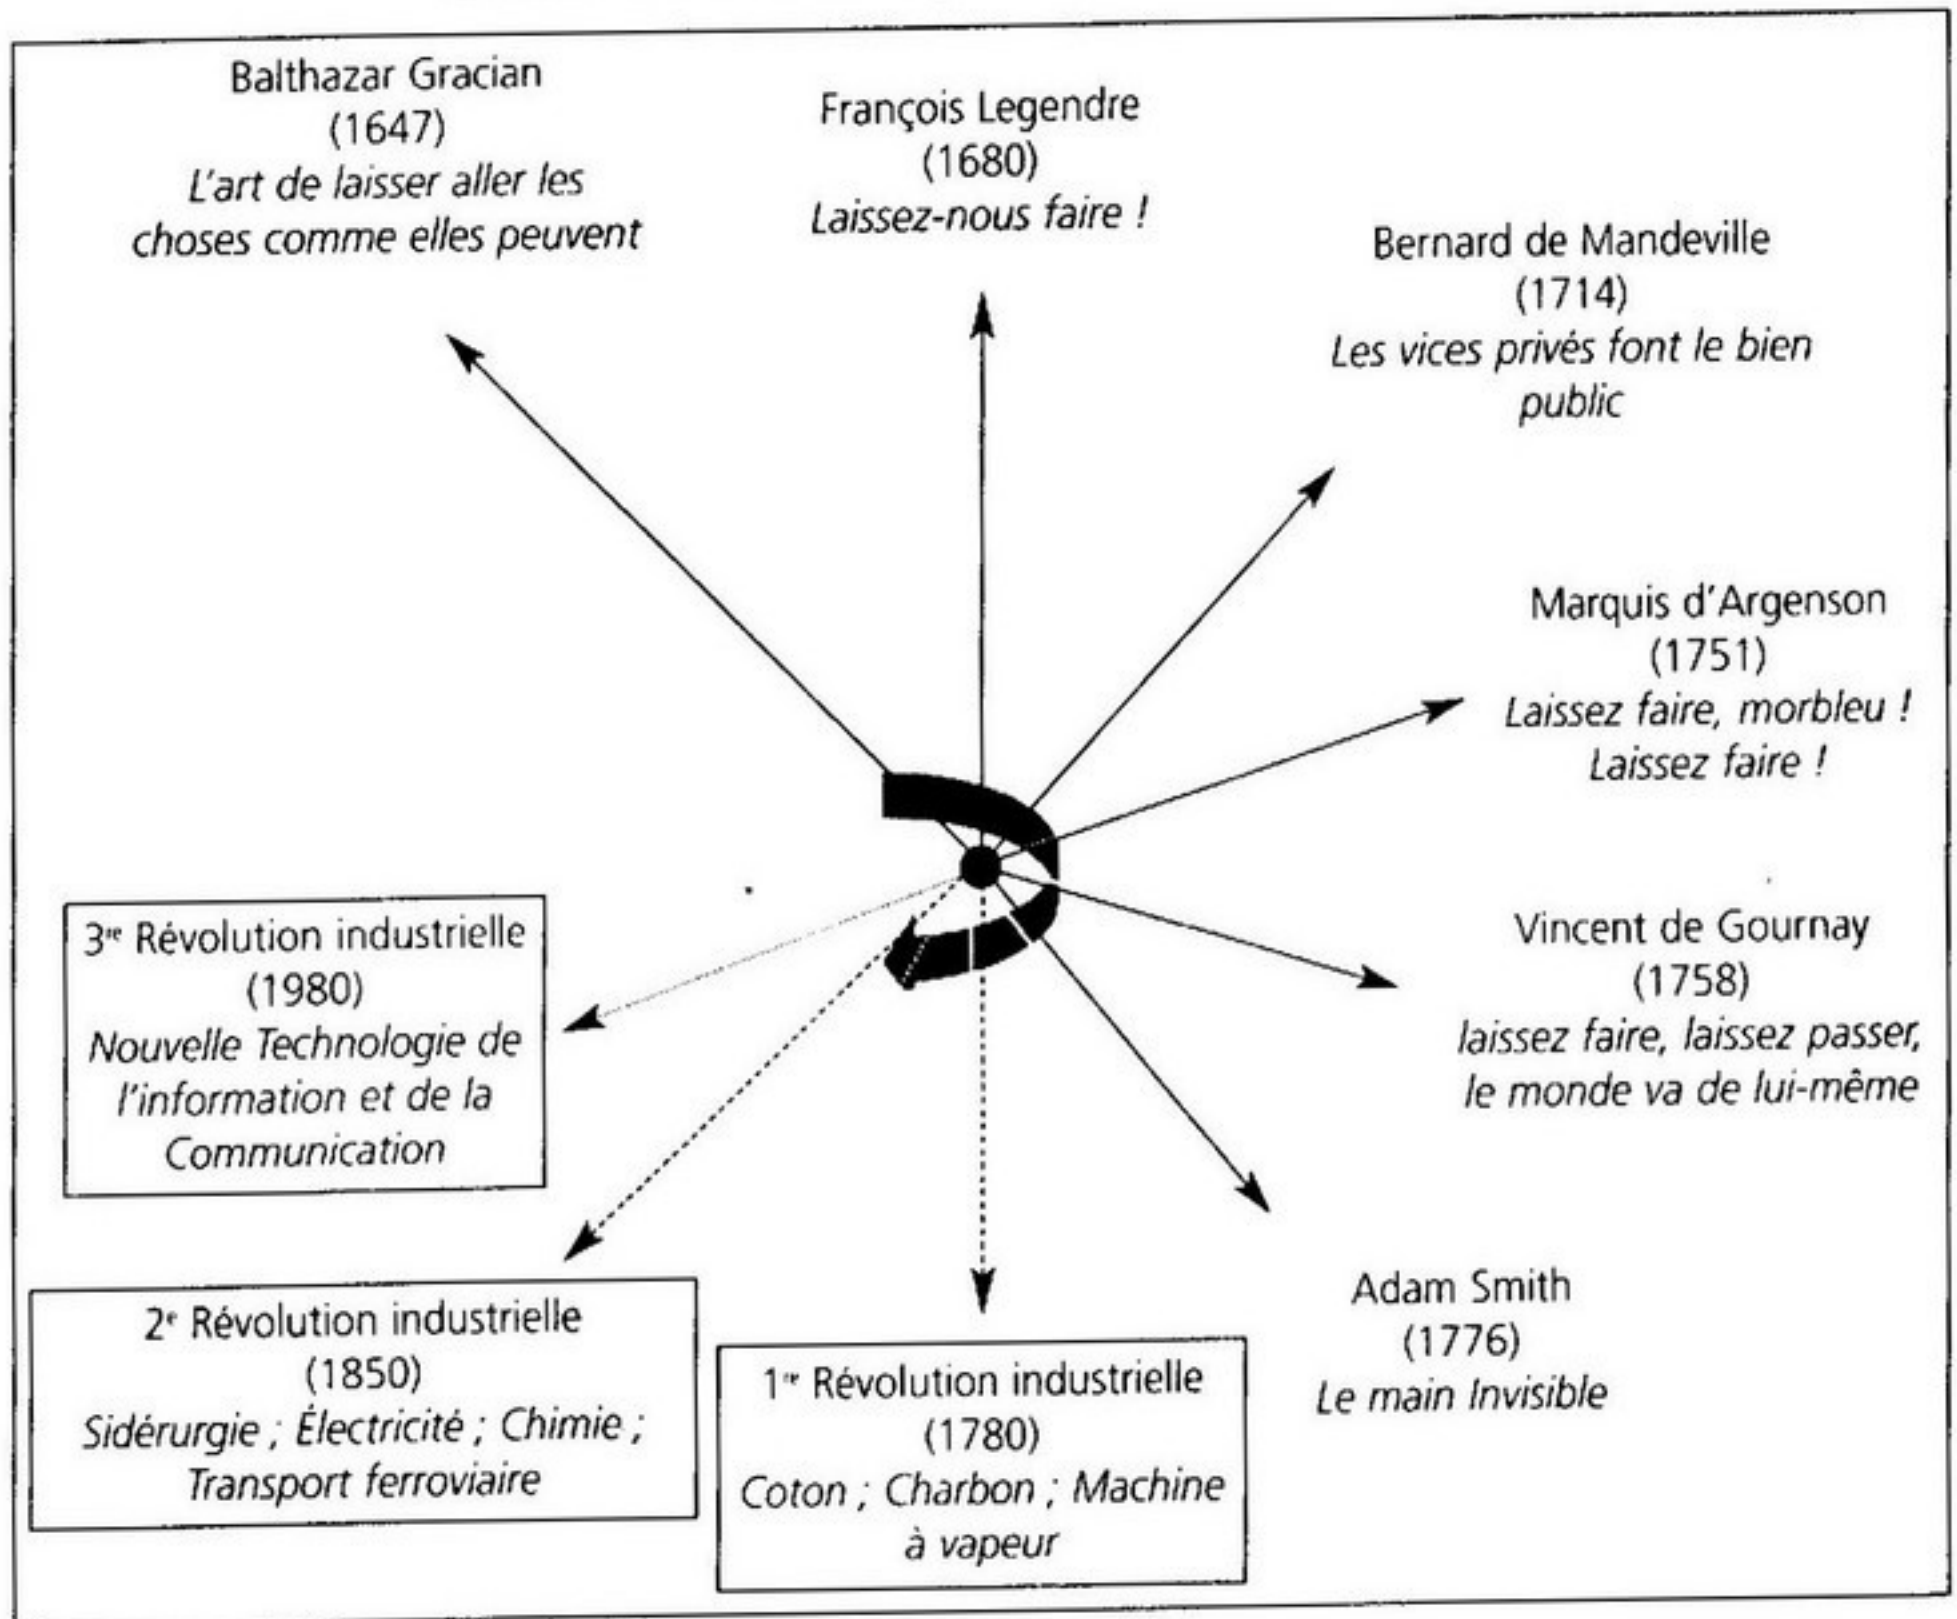 Balthazar Gracian
(1647)
L'art de laisser aller les
choses comme elles peuvent
François Legendre
(1680)
Laissez-nous faire !
Bernard de Mandeville
(1714)
Les vices privés font le bien
public
Marquis d'Argenson
(1751)
Laissez faire, morbleu !
Laissez faire !
Vincent de Gournay
(1758)
laissez faire, laissez passer,
le monde va de lui-même
Adam Smith
(1776)
Le main Invisible
1re Révolution industrielle
(1780)
Coton ; Charbon ; Machine
à vapeur
2e Révolution industrielle
(1850)
Sidérurgie ; Électricité ; Chimie ;
Transport ferroviaire
3re Révolution industrielle
(1980)
Nouvelle Technologie de
l'information et de la
Communication